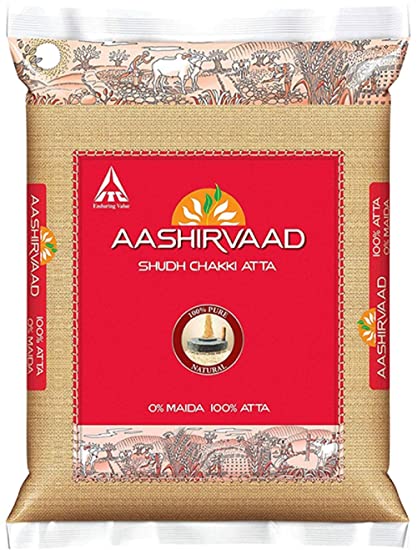 ITC
Enduring Value
AASHIRVAAD
SHUDH CHAKKI ATTA
100% PURE
NATURAL
0% MAIDA 100% ATTA
AASHIRVAAD
100% ATTA
0% MAIDA
AASHIRVAAD
100% ATTA
0% MAIDA